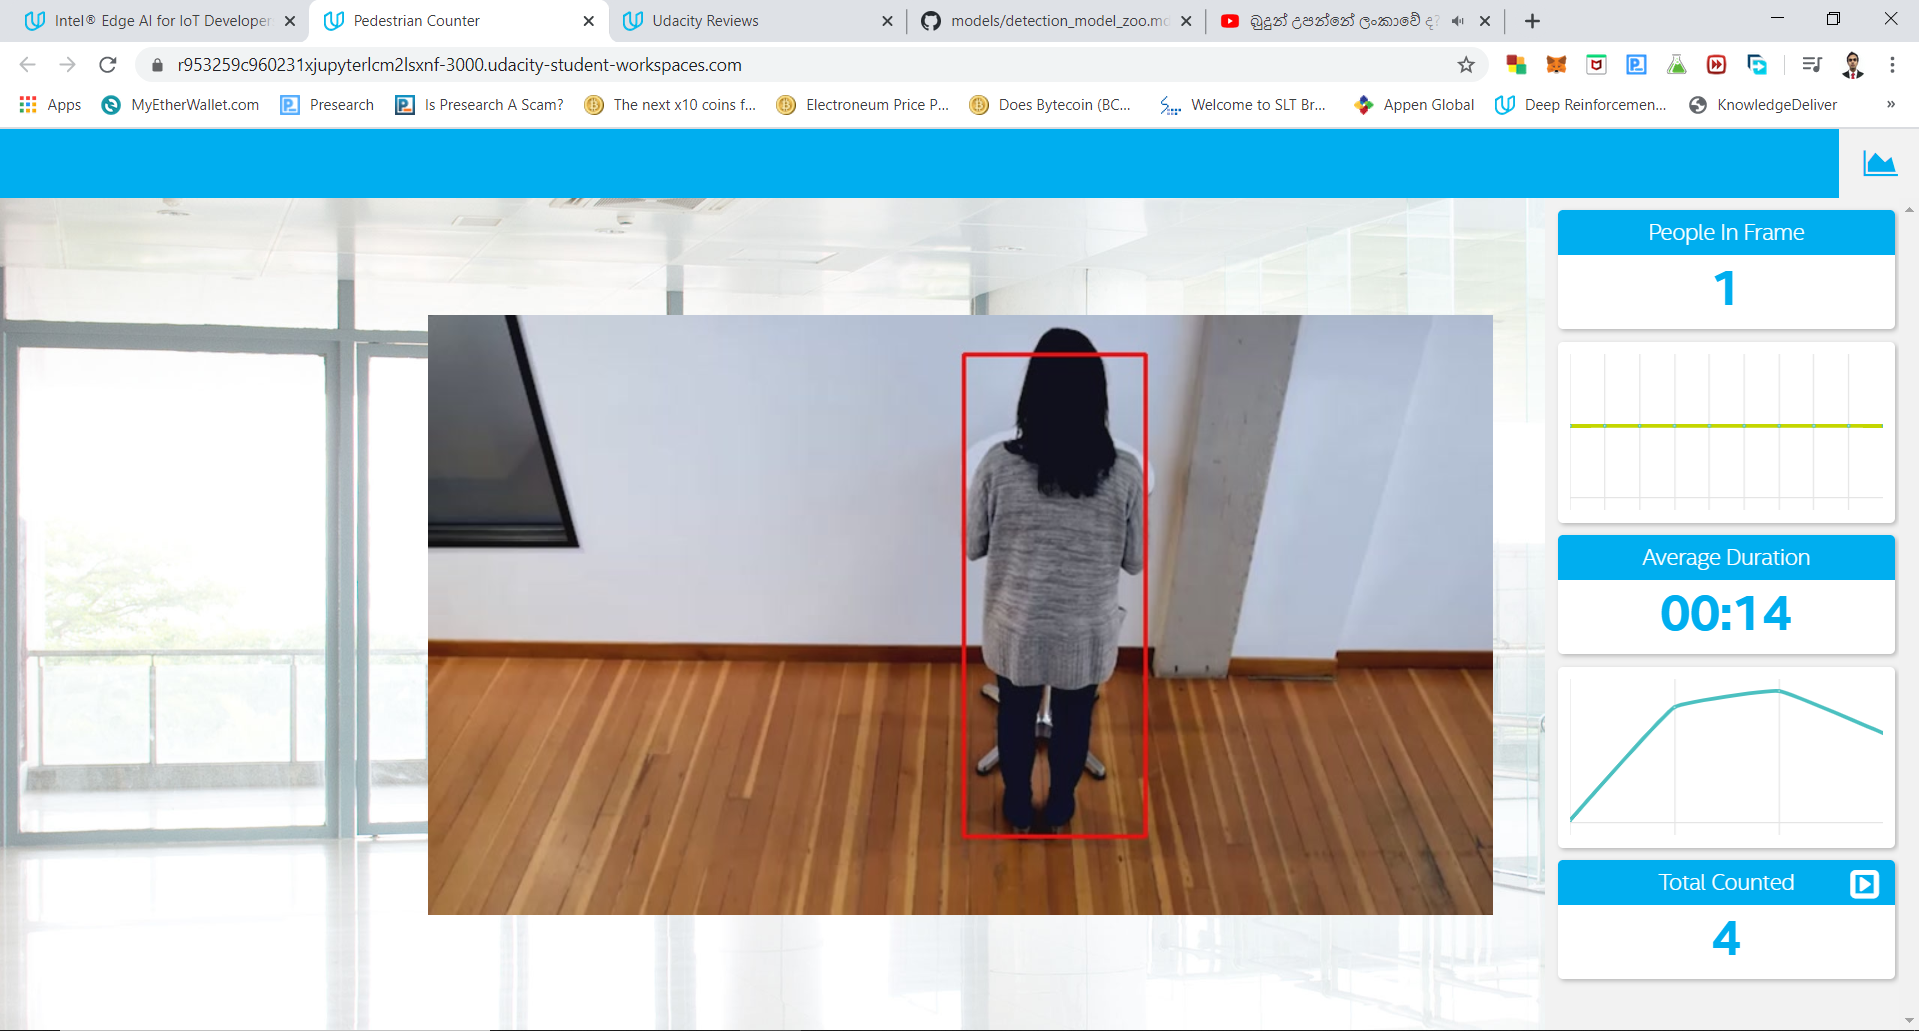 Intel® Edge AI for IoT Developer
Pedestrian Counter
Udacity Reviews
models/detection_model_zoo.md
බුදුන් උපන්නේ ලංකාවේ ද?
r953259c960231xjupyterlcm2lsxnf-3000.udacity-student-workspaces.com
Apps
MyEtherWallet.com
Presearch
Is Presearch A Scam?
The next x10 coins f...
Electroneum Price P...
Does Bytecoin (BC...
Welcome to SLT Br...
Appen Global
Deep Reinforcemen...
KnowledgeDeliver
»
People In Frame
1
Average Duration
00:14
Total Counted
4